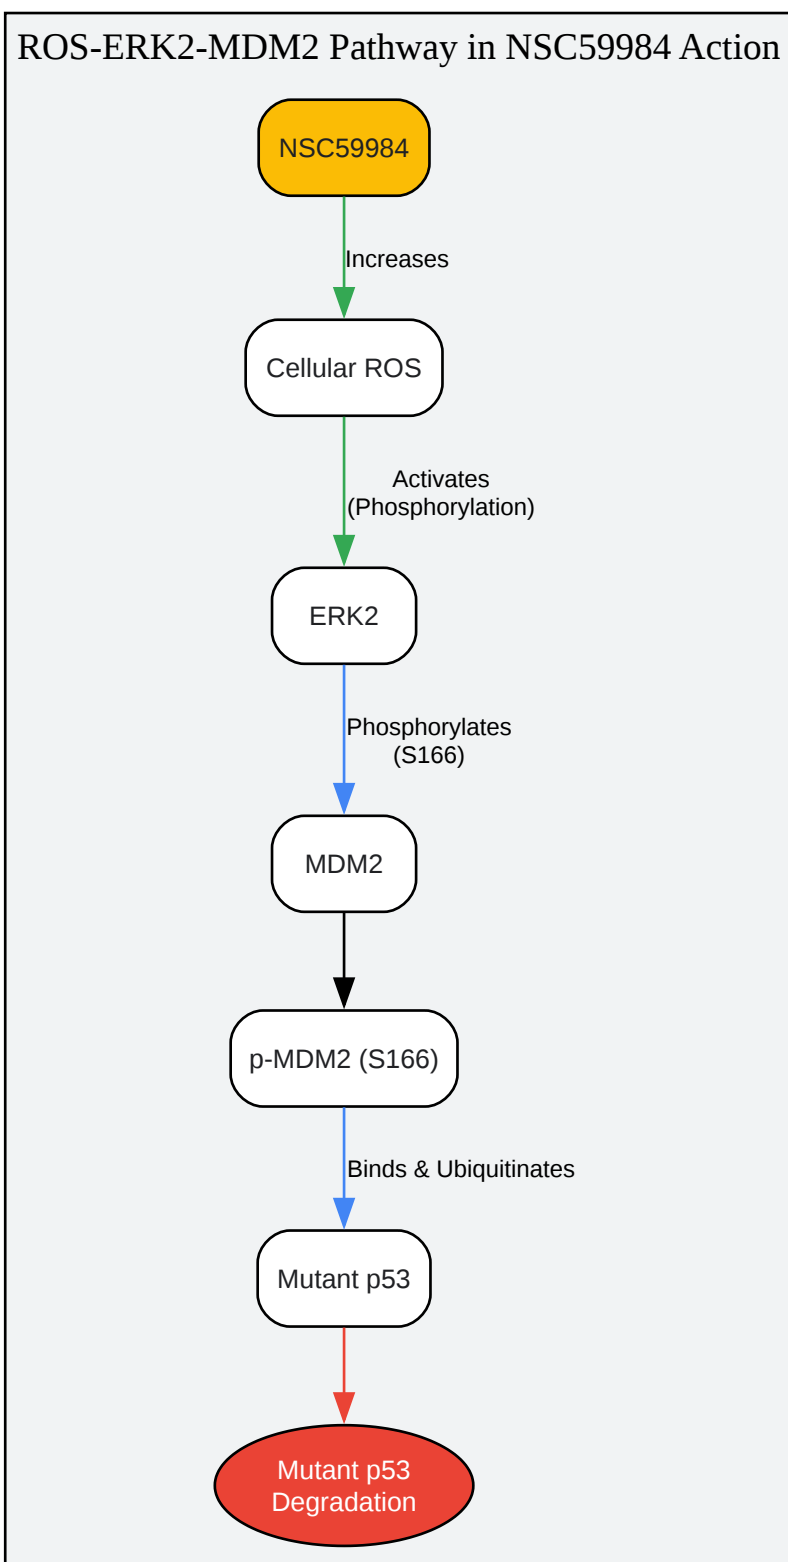 ROS-ERK2-MDM2 Pathway in NSC59984 Action
NSC59984
Increases
Cellular ROS
Activates
(Phosphorylation)
ERK2
Phosphorylates
(S166)
MDM2
p-MDM2 (S166)
Binds & Ubiquitinates
Mutant p53
Mutant p53
Degradation